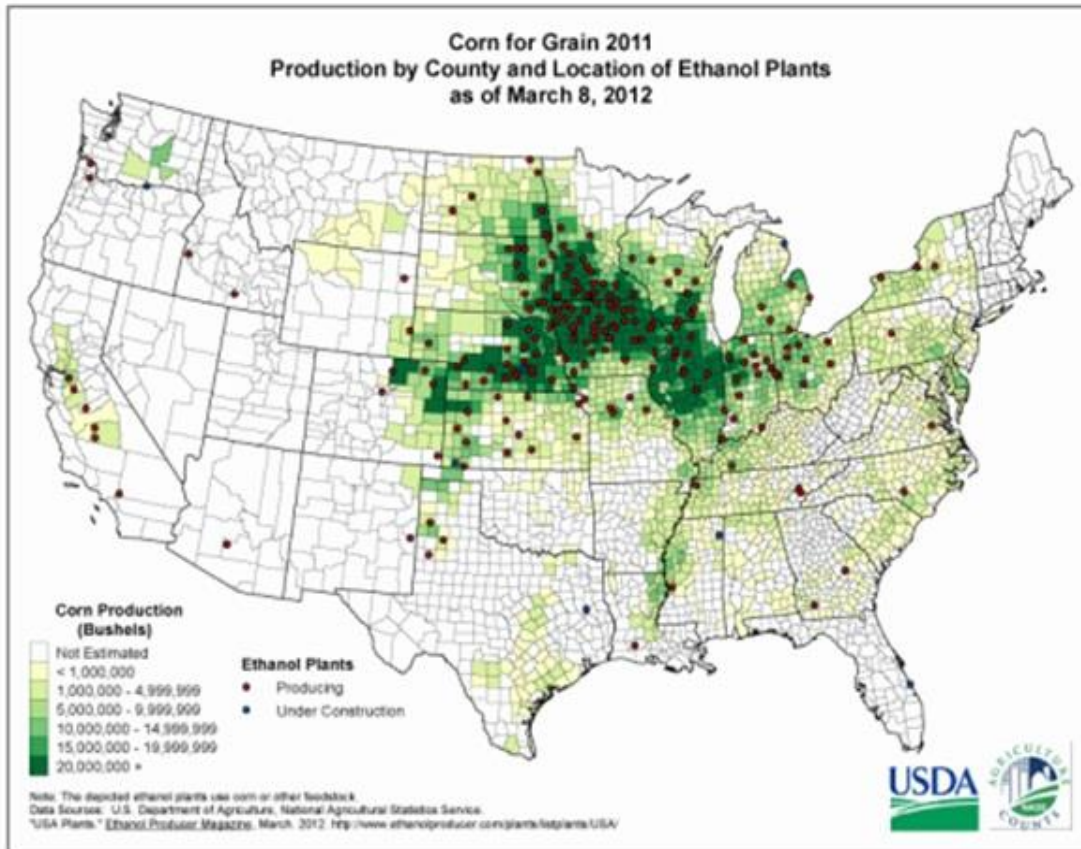 Corn for Grain 2011
Production by County and Location of Ethanol Plants
as of March 8, 2012
Corn Production
(Bushels)
Not Estimated
< 1,000,000
1,000,000 - 4,999,999
5,000,000 - 9,999,999
10,000,000 - 14,999,999
15,000,000 - 19,999,999
20,000,000 +
Ethanol Plants
Producing
Under Construction
Note: The depicted ethanol plants use corn or other feedstock.
Data Sources: U.S. Department of Agriculture, National Agricultural Statistics Service.
"USA Plants." Ethanol Producer Magazine, March, 2012. http://www.ethanolproducer.com/plants/listplants/USA/
USDA
AGRICULTURE
COUNTS